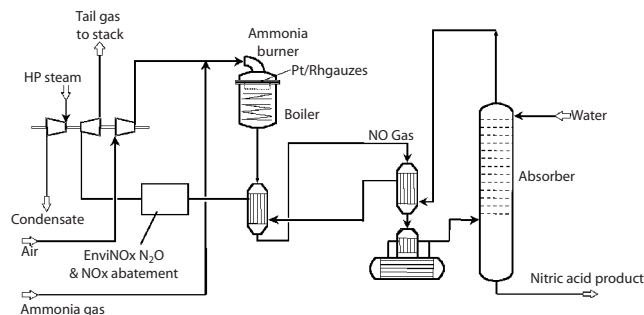 Tail gas
to stack
Ammonia
burner
HP steam
Pt/Rhgauzes
Boiler
NO Gas
Water
Absorber
Condensate
Air
EnviNOx N₂O
& NOx abatement
Nitric acid product
Ammonia gas